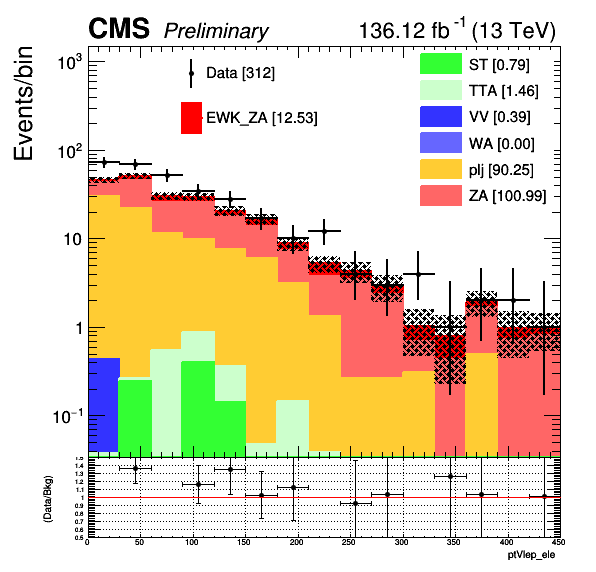 CMS Preliminary 136.12 fb⁻¹ (13 TeV)
Events/bin
10³
10²
10
1
10⁻¹
Data [312]
EWK_ZA [12.53]
ST [0.79]
TTA [1.46]
VV [0.39]
WA [0.00]
plj [90.25]
ZA [100.99]
(Data/Bkg)
1.5
1.4
1.3
1.2
1.1
1
0.9
0.8
0.7
0.6
0.5
0 50 100 150 200 250 300 350 400 450
ptVlep_ele